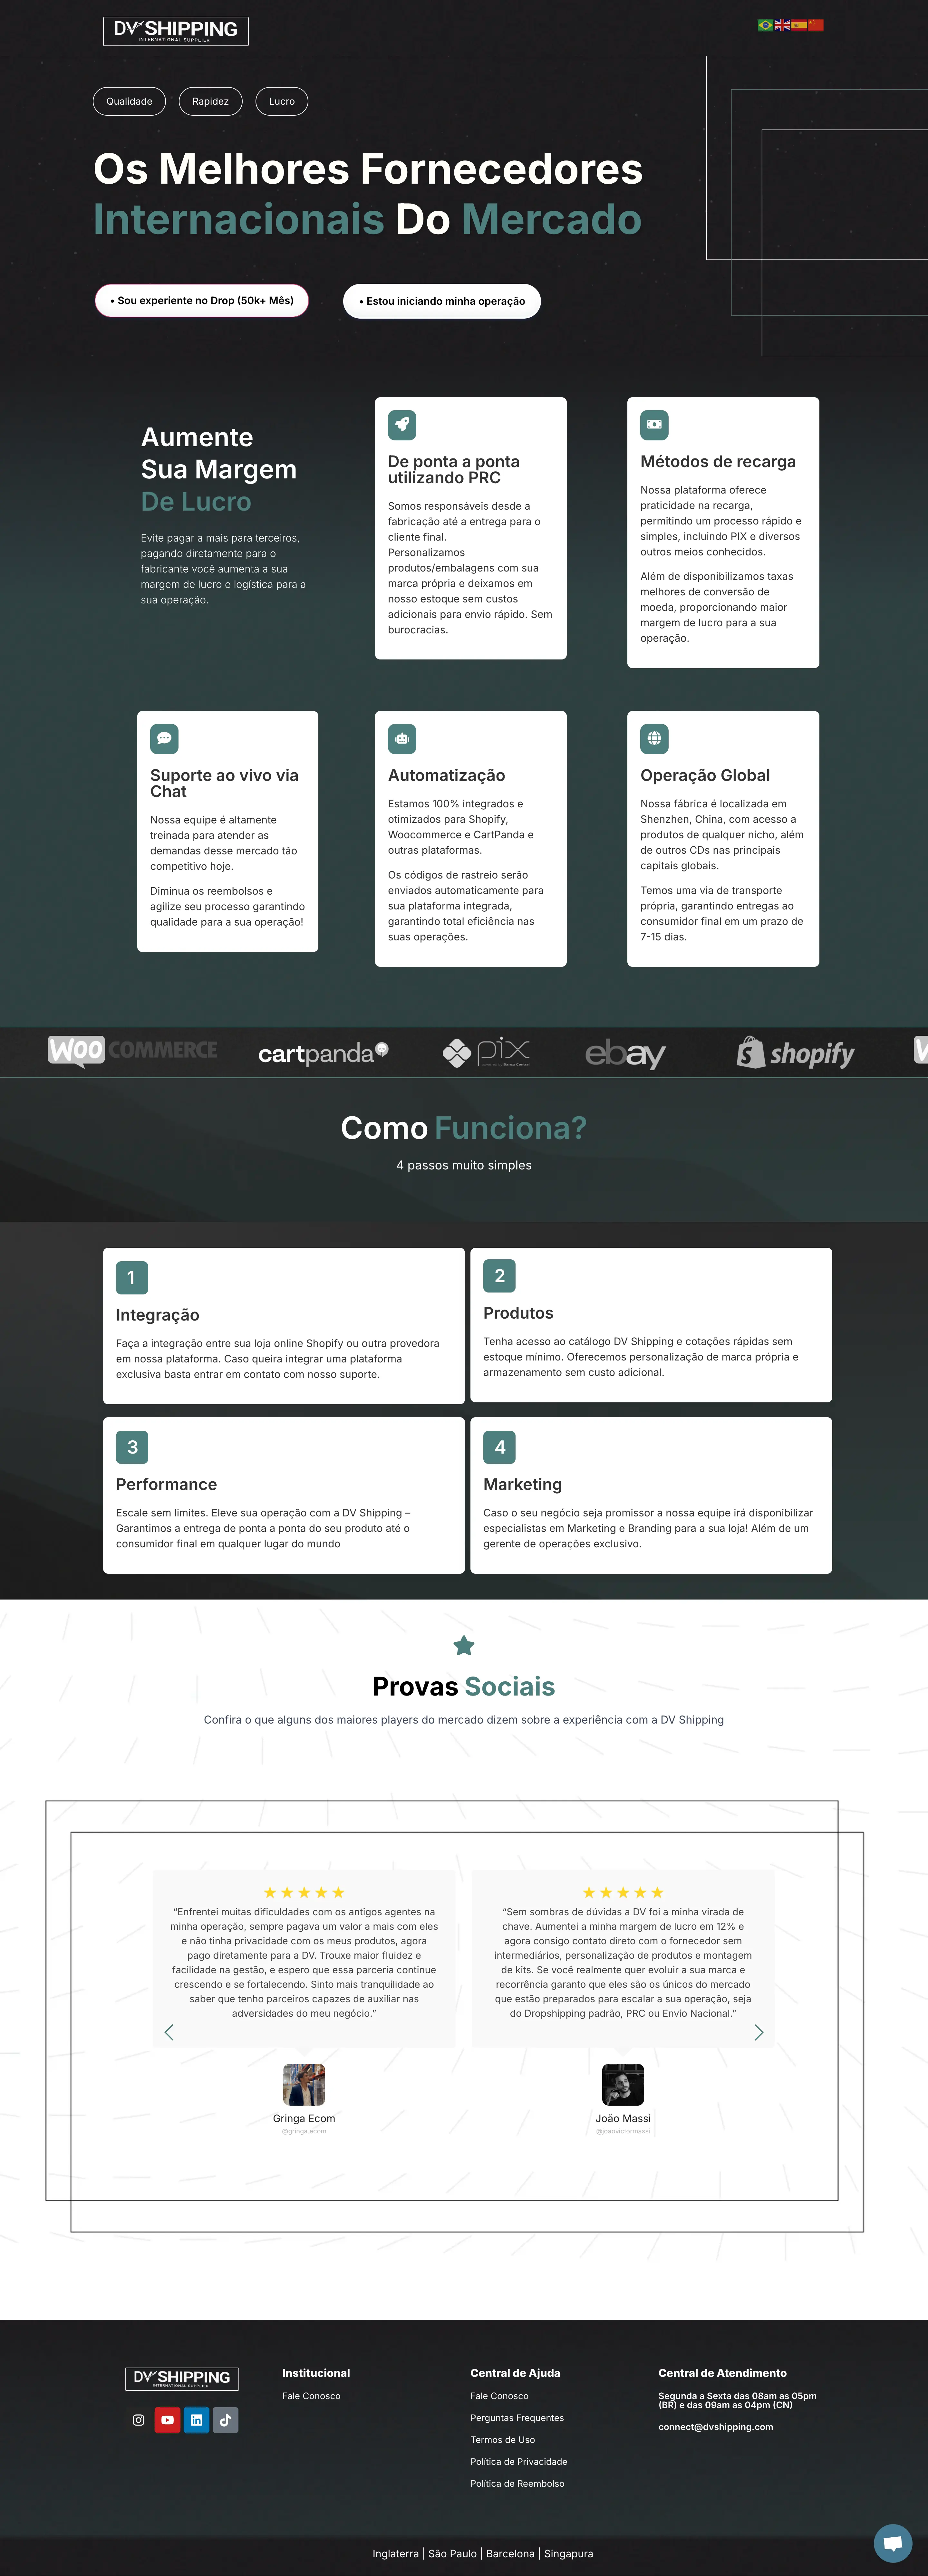 DV SHIPPING
INTERNATIONAL SUPPLIER
Qualidade
Rapidez
Lucro
Os Melhores Fornecedores
Internacionais Do Mercado
• Sou experiente no Drop (50k+ Mês)
• Estou iniciando minha operação
Aumente
Sua Margem
De Lucro
Evite pagar a mais para terceiros,
pagando diretamente para o
fabricante você aumenta a sua
margem de lucro e logística para a
sua operação.
De ponta a ponta
utilizando PRC
Somos responsáveis desde a
fabricação até a entrega para o
cliente final.
Personalizamos
produtos/embalagens com sua
marca própria e deixamos em
nosso estoque sem custos
adicionais para envio rápido. Sem
burocracias.
Métodos de recarga
Nossa plataforma oferece
praticidade na recarga,
permitindo um processo rápido e
simples, incluindo PIX e diversos
outros meios conhecidos.
Além de disponibilizamos taxas
melhores de conversão de
moeda, proporcionando maior
margem de lucro para a sua
operação.
Suporte ao vivo via
Chat
Nossa equipe é altamente
treinada para atender as
demandas desse mercado tão
competitivo hoje.
Diminua os reembolsos e
agilize seu processo garantindo
qualidade para a sua operação!
Automatização
Estamos 100% integrados e
otimizados para Shopify,
Woocommerce e CartPanda e
outras plataformas.
Os códigos de rastreio serão
enviados automaticamente para
sua plataforma integrada,
garantindo total eficiência nas
suas operações.
Operação Global
Nossa fábrica é localizada em
Shenzhen, China, com acesso a
produtos de qualquer nicho, além
de outros CDs nas principais
capitais globais.
Temos uma via de transporte
própria, garantindo entregas ao
consumidor final em um prazo de
7-15 dias.
WOO COMMERCE
cartpanda
pix
powered by Banco Central
ebay
shopify
Como Funciona?
4 passos muito simples
1
Integração
Faça a integração entre sua loja online Shopify ou outra provedora
em nossa plataforma. Caso queira integrar uma plataforma
exclusiva basta entrar em contato com nosso suporte.
2
Produtos
Tenha acesso ao catálogo DV Shipping e cotações rápidas sem
estoque mínimo. Oferecemos personalização de marca própria e
armazenamento sem custo adicional.
3
Performance
Escale sem limites. Eleve sua operação com a DV Shipping –
Garantimos a entrega de ponta a ponta do seu produto até o
consumidor final em qualquer lugar do mundo
4
Marketing
Caso o seu negócio seja promissor a nossa equipe irá disponibilizar
especialistas em Marketing e Branding para a sua loja! Além de um
gerente de operações exclusivo.
Provas Sociais
Confira o que alguns dos maiores players do mercado dizem sobre a experiência com a DV Shipping
“Enfrentei muitas dificuldades com os antigos agentes na
minha operação, sempre pagava um valor a mais com eles
e não tinha privacidade com os meus produtos, agora
pago diretamente para a DV. Trouxe maior fluidez e
facilidade na gestão, e espero que essa parceria continue
crescendo e se fortalecendo. Sinto mais tranquilidade ao
saber que tenho parceiros capazes de auxiliar nas
adversidades do meu negócio.”
Gringa Ecom
@gringa.ecom
“Sem sombras de dúvidas a DV foi a minha virada de
chave. Aumentei a minha margem de lucro em 12% e
agora consigo contato direto com o fornecedor sem
intermediários, personalização de produtos e montagem
de kits. Se você realmente quer evoluir a sua marca e
recorrência garanto que eles são os únicos do mercado
que estão preparados para escalar a sua operação, seja
do Dropshipping padrão, PRC ou Envio Nacional.”
João Massi
@joaovictormassi
DV SHIPPING
INTERNATIONAL SUPPLIER
Institucional
Fale Conosco
Central de Ajuda
Fale Conosco
Perguntas Frequentes
Termos de Uso
Política de Privacidade
Política de Reembolso
Central de Atendimento
Segunda a Sexta das 08am as 05pm
(BR) e das 09am as 04pm (CN)
connect@dvshipping.com
Inglaterra | São Paulo | Barcelona | Singapura